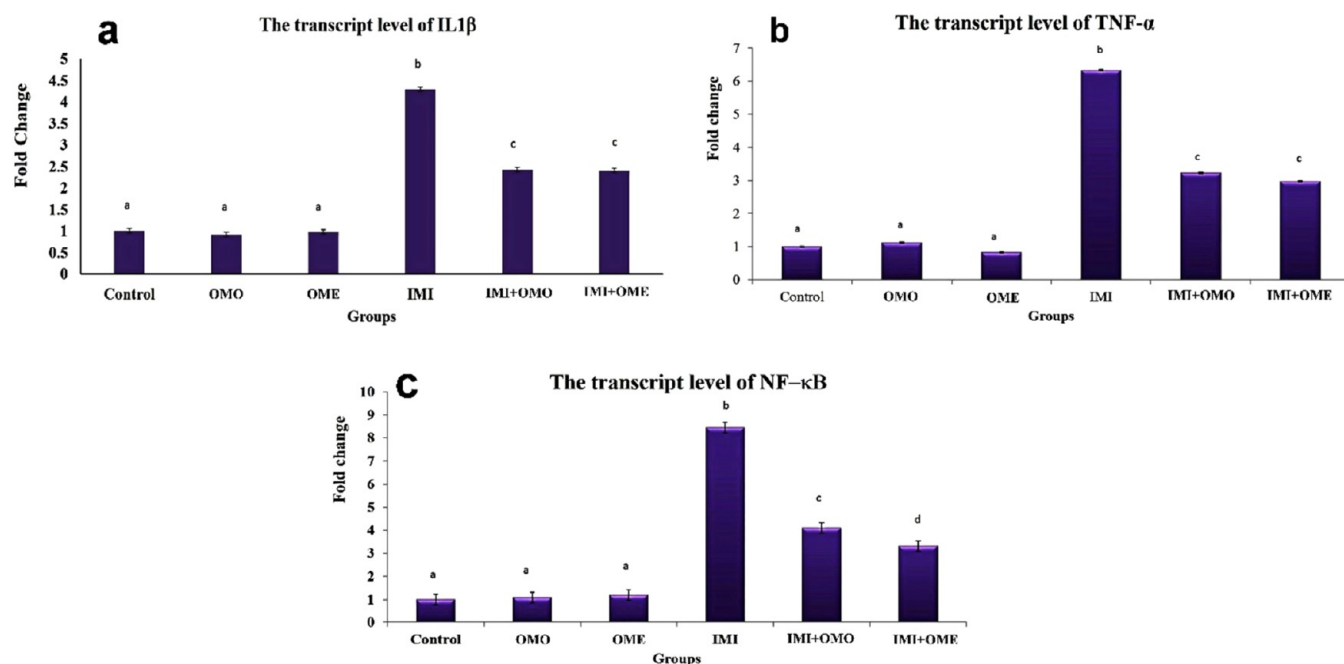 a
The transcript level of IL1β
Fold Change
5
4.5
4
3.5
3
2.5
2
1.5
1
0.5
0
a
a
a
b
c
c
Control
OMO
OME
IMI
IMI+OMO
IMI+OME
Groups
b
The transcript level of TNF-α
Fold change
7
6
5
4
3
2
1
0
a
a
a
b
c
c
Control
OMO
OME
IMI
IMI+OMO
IMI+OME
Groups
c
The transcript level of NF–κB
Fold change
10
9
8
7
6
5
4
3
2
1
0
a
a
a
b
c
d
Control
OMO
OME
IMI
IMI+OMO
IMI+OME
Groups